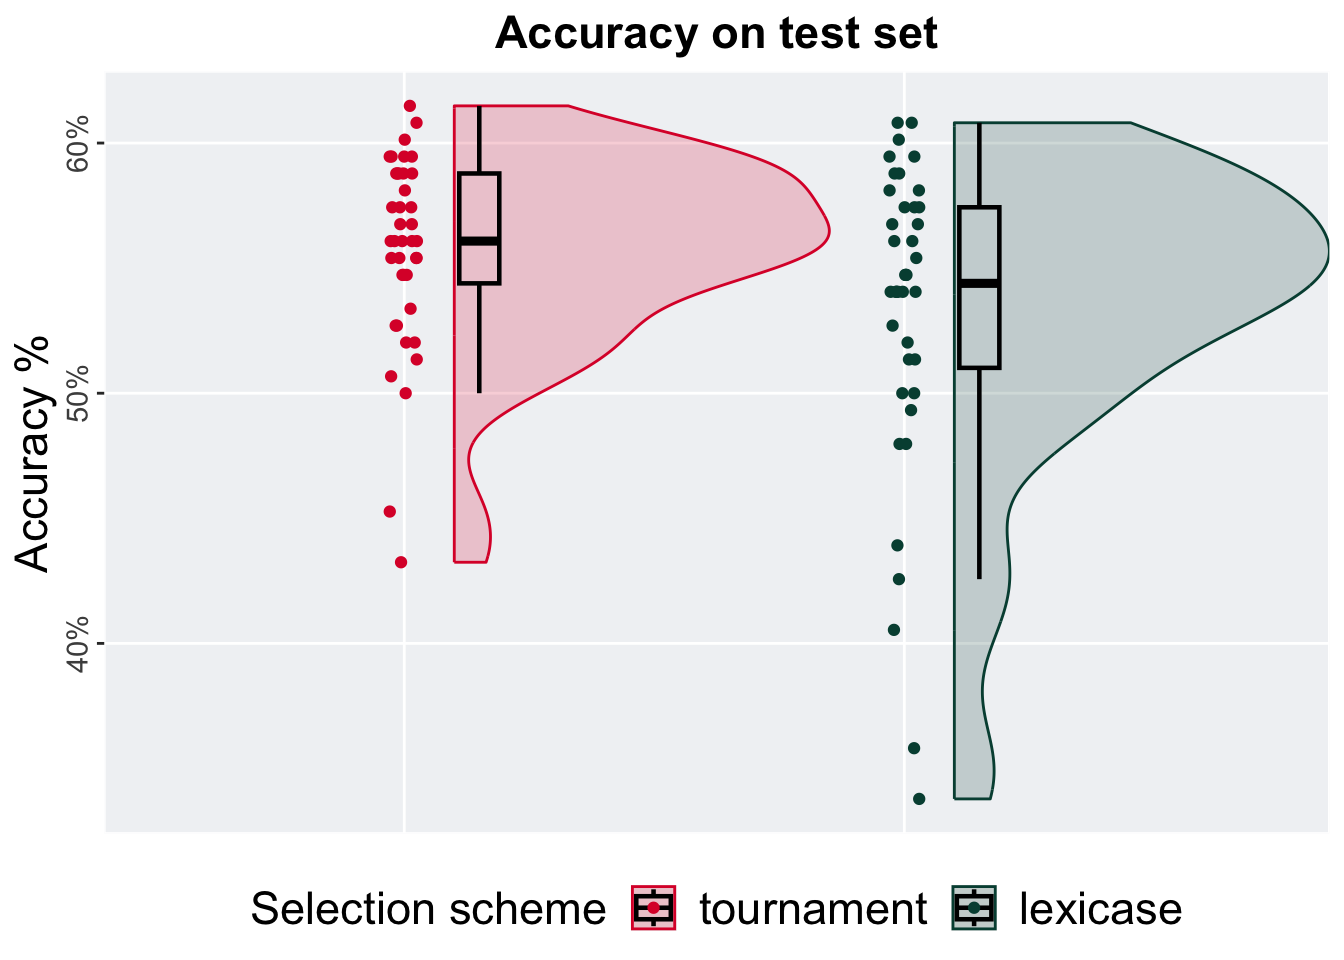 Accuracy on test set
Accuracy %
60%
50%
40%
Selection scheme tournament lexicase